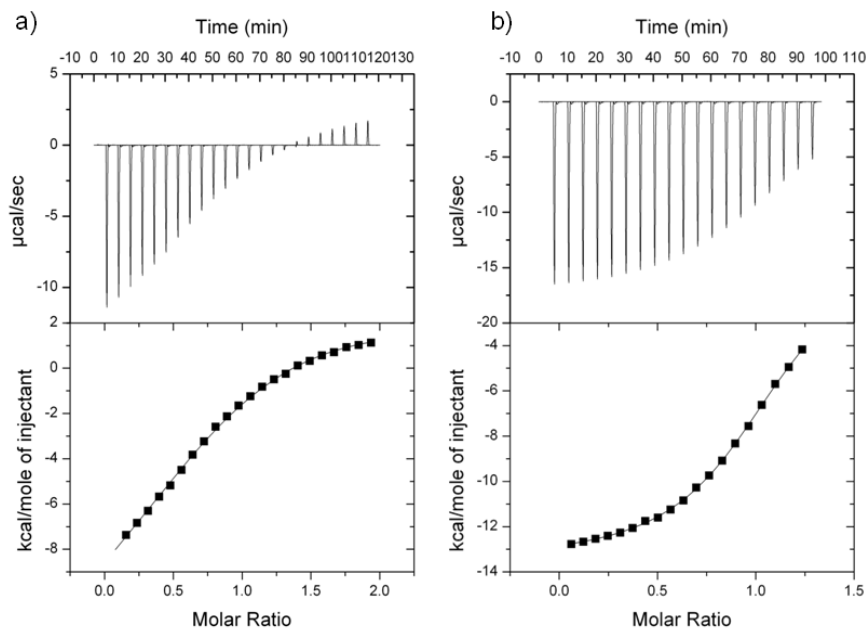 a)
Time (min)
-10 0 10 20 30 40 50 60 70 80 90 100 110 120 130
5
0
-5
-10
µcal/sec
2
0
-2
-4
-6
-8
kcal/mole of injectant
0.0 0.5 1.0 1.5 2.0
Molar Ratio
b)
Time (min)
-10 0 10 20 30 40 50 60 70 80 90 100 110
0
-5
-10
-15
-20
µcal/sec
-4
-6
-8
-10
-12
-14
kcal/mole of injectant
0.0 0.5 1.0 1.5
Molar Ratio